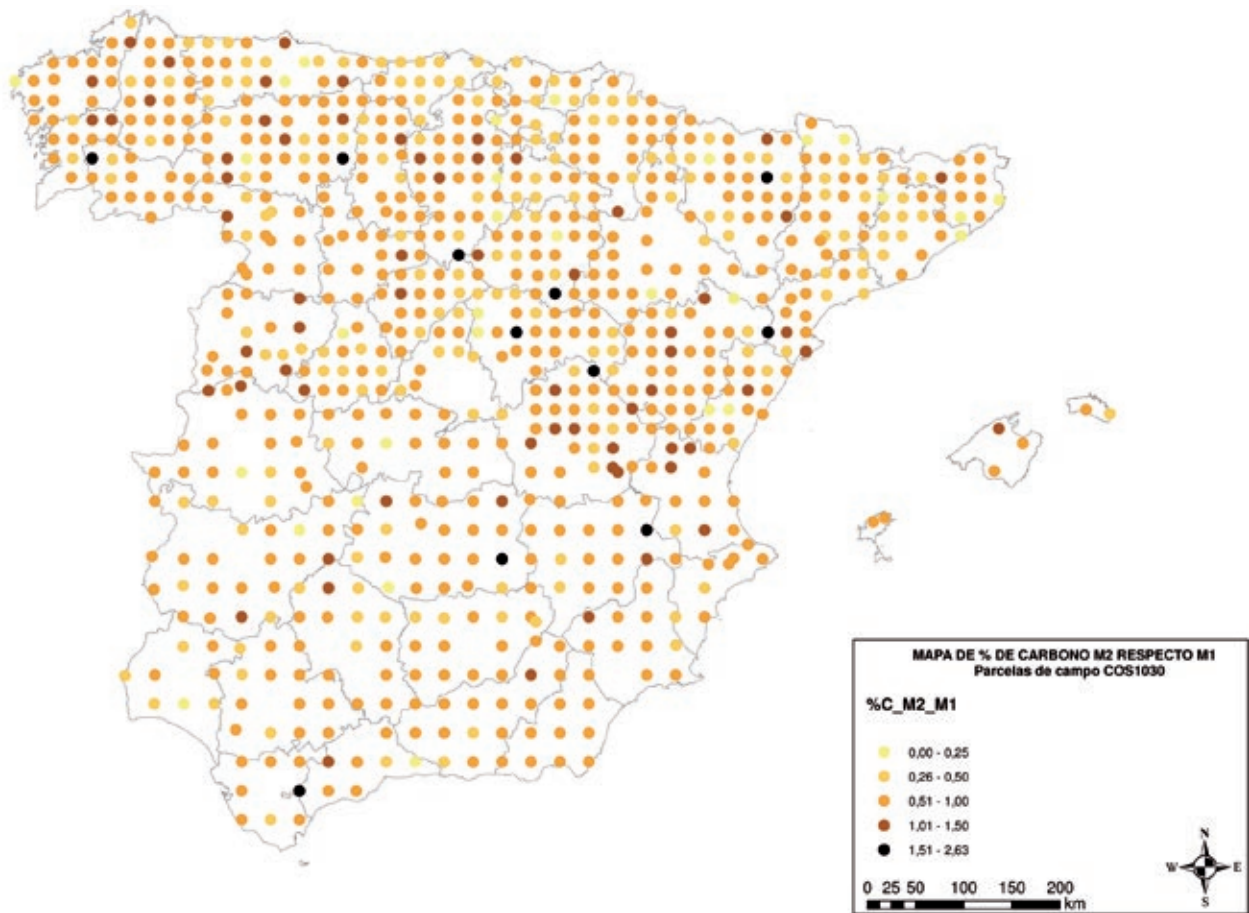 MAPA DE % DE CARBONO M2 RESPECTO M1
Parcelas de campo COS1030
%C_M2_M1
0,00 - 0,25
0,26 - 0,50
0,51 - 1,00
1,01 - 1,50
1,51 - 2,63
N
W E
S
0 25 50 100 150 200
km